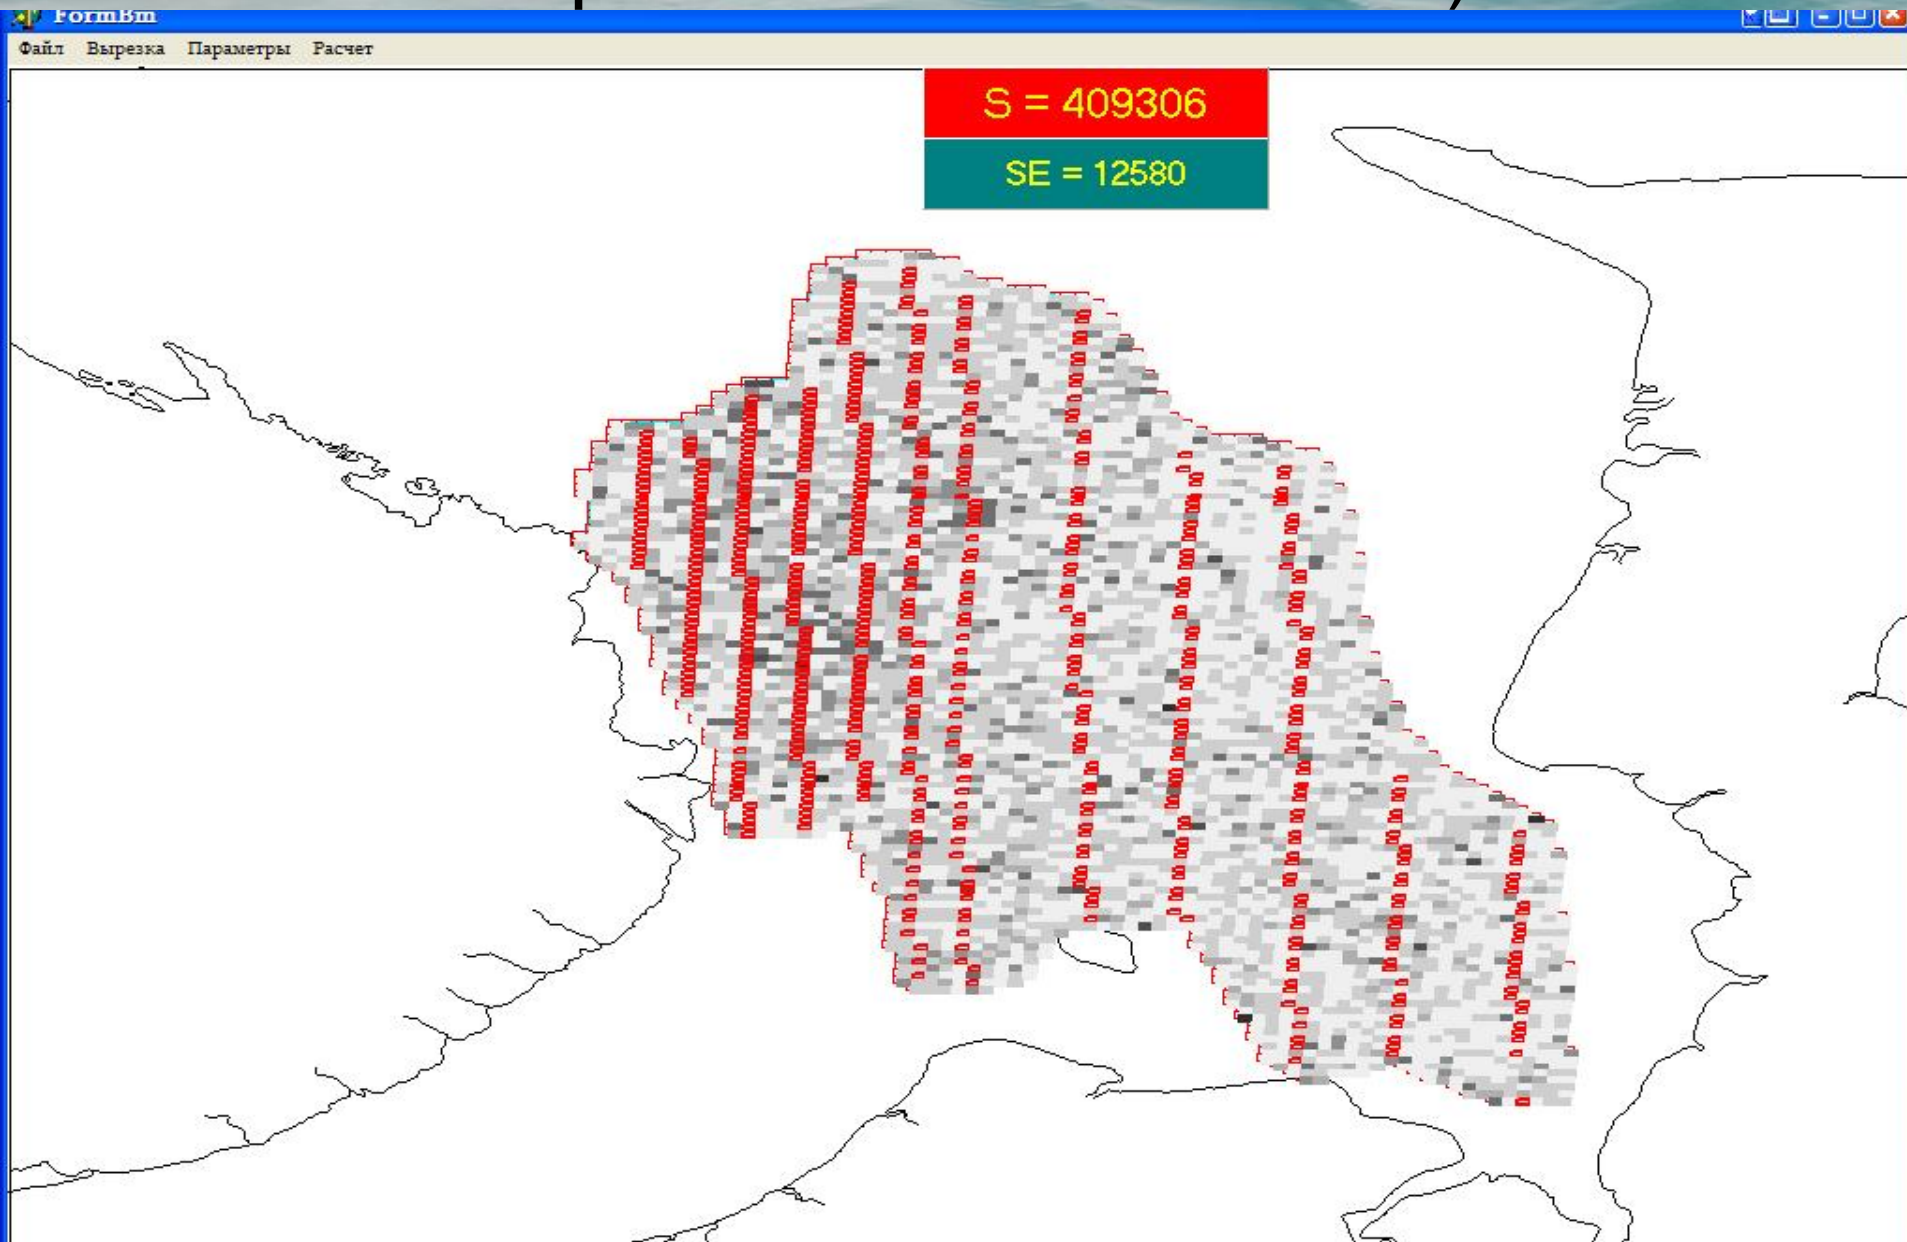 FormBm
Файл Вырезка Параметры Расчет
S = 409306
SE = 12580